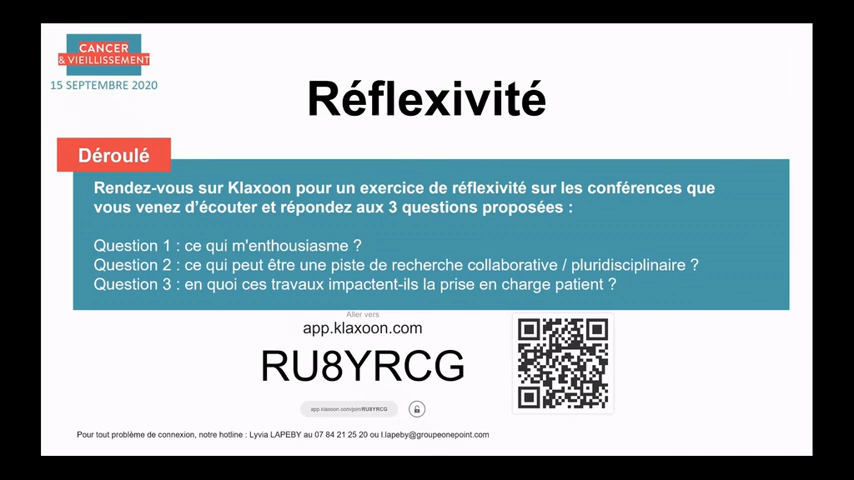 CANCER
& VIEILLISSEMENT
15 SEPTEMBRE 2020
Réflexivité
Déroulé
Rendez-vous sur Klaxoon pour un exercice de réflexivité sur les conférences que
vous venez d'écouter et répondez aux 3 questions proposées :
Question 1 : ce qui m'enthousiasme ?
Question 2 : ce qui peut être une piste de recherche collaborative / pluridisciplinaire ?
Question 3 : en quoi ces travaux impactent-ils la prise en charge patient ?
Aller vers
app.klaxoon.com
RU8YRCG
app.klaxoon.com/join/RU8YRCG
Pour tout problème de connexion, notre hotline : Lyvia LAPEBY au 07 84 21 25 20 ou l.lapeby@groupeonepoint.com